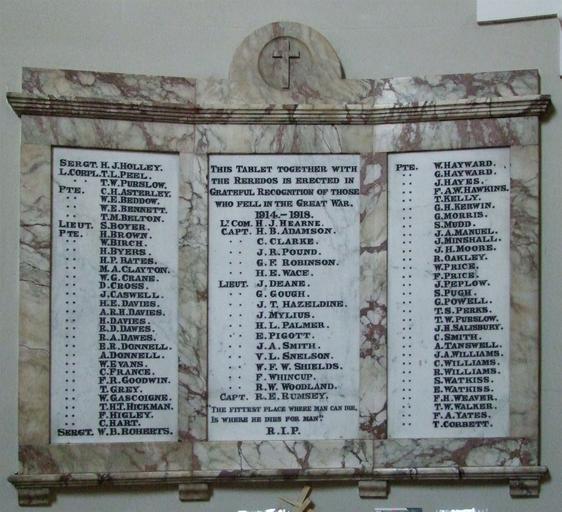 SERGT. H.J. HOLLEY.
L. CORPL. T.L. PEEL.
" " T.W. PURSLOW.
PTE. C.H. ASTERLEY.
" " W.E. BEDDOW.
" " W.E. BENNETT.
" " T.M. BELTON.
LIEUT. S. BOYER.
PTE. H. BROWN.
" " W. BIRCH.
" " H. BYERS.
" " H.P. BATES.
" " M.A. CLAYTON.
" " W.G. CRANE.
" " D. CROSS.
" " J. CASWELL.
" " H.E. DAVIES.
" " A.R.H. DAVIES.
" " H. DAVIES.
" " R.D. DAWES.
" " R.A. DAWES.
" " E.R. DONNELL.
" " A. DONNELL.
" " W. EVANS.
" " C. FRANCE.
" " F.R. GOODWIN.
" " T. GREY.
" " W. GASCOIGNE.
" " T.H.T. HICKMAN.
" " F. HIGLEY.
" " C. HART.
SERGT. W.B. ROBERTS.
THIS TABLET TOGETHER WITH
THE REREDOS IS ERECTED IN
GRATEFUL RECOGNITION OF THOSE
WHO FELL IN THE GREAT WAR.
1914.–1918.
LT COM. H.J. HEARNE.
CAPT. H.B. ADAMSON.
" " C. CLARKE.
" " J.R. POUND.
" " G.F. ROBINSON.
" " H.E. WACE.
LIEUT. J. DEANE.
" " G. GOUGH.
" " J.T. HAZELDINE.
" " J. MYLIUS.
" " H.L. PALMER.
" " E. PIGOTT.
" " J.A. SMITH.
" " V.L. SNELSON.
" " W.F.W. SHIELDS.
" " F. WHINCUP.
" " R.W. WOODLAND.
CAPT. R.E. RUMSEY.
"THE FITTEST PLACE WHERE MAN CAN DIE,
IS WHERE HE DIES FOR MAN."
R.I.P.
PTE. W. HAYWARD.
" " G. HAYWARD.
" " J. HAYES.
" " F.A.W. HAWKINS.
" " T. KELLY.
" " G.H. KERWIN.
" " G. MORRIS.
" " S. MUDD.
" " J.A. MANUEL.
" " J. MINSHALL.
" " J.H. MOORE.
" " R. OAKLEY.
" " W. PRICE.
" " F. PRICE.
" " J. PEPLOW.
" " S. PUGH.
" " G. POWELL.
" " T.S. PERKS.
" " T.W. PURSLOW.
" " J.H. SALISBURY.
" " C. SMITH.
" " A. TANSWELL.
" " J.A. WILLIAMS.
" " C. WILLIAMS.
" " R. WILLIAMS.
" " S. WATKISS.
" " E. WATKISS.
" " F.H. WEAVER.
" " T.W. WALKER.
" " F.A. YATES.
" " T. CORBETT.